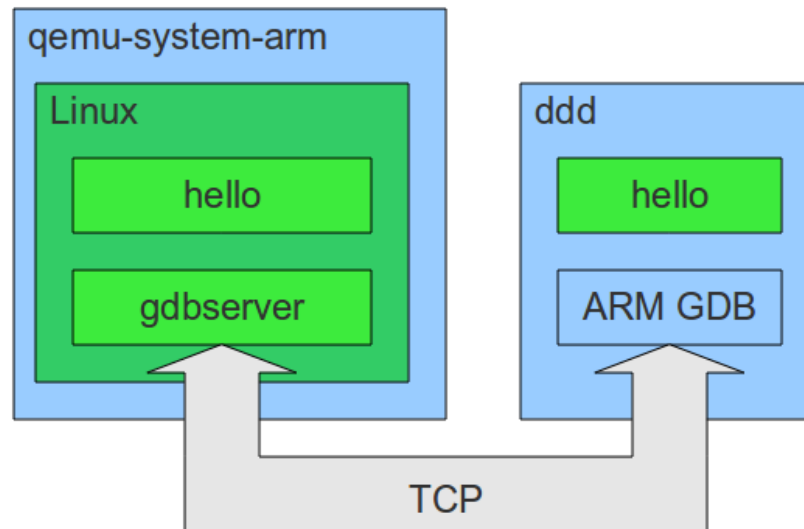 qemu-system-arm
Linux
hello
gdbserver
ddd
hello
ARM GDB
TCP